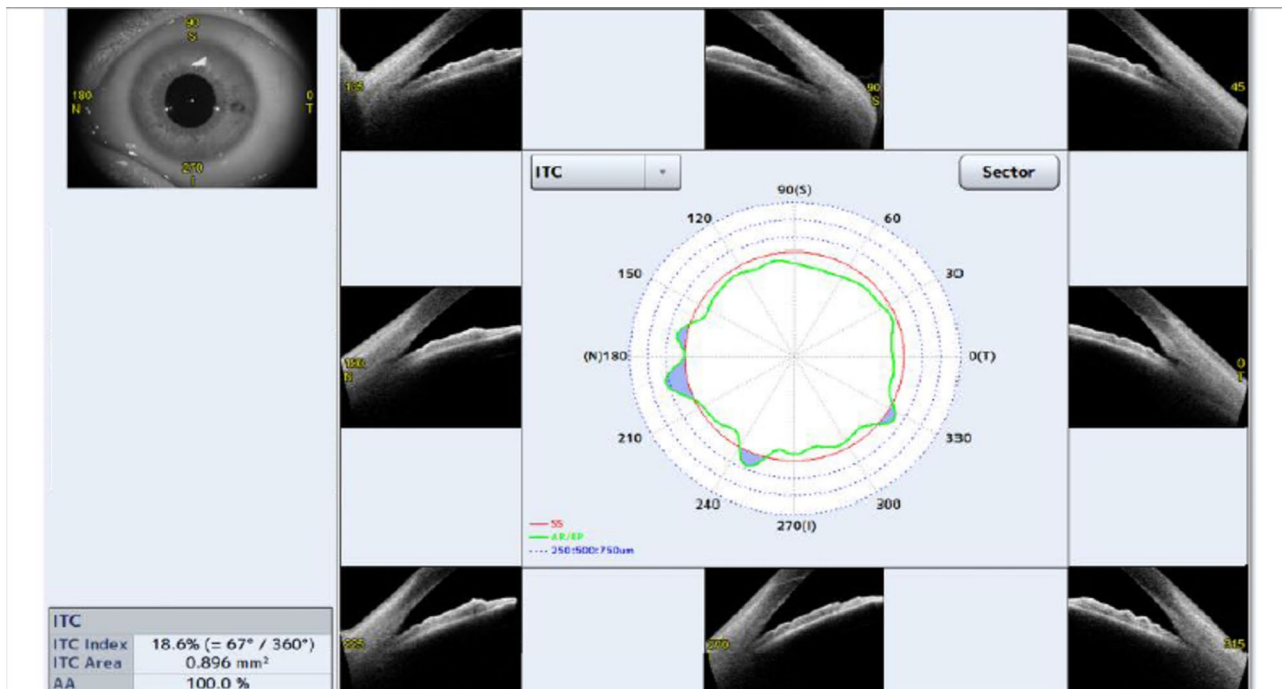 90
S
180
N
0
T
270
I
135
90
S
45
ITC
Sector
90(S)
120
60
150
30
180
N
(N)180
0(T)
0
T
210
330
240
300
270(I)
SS
AR/AP
250:500:750um
225
270
315
ITC
ITC Index 18.6% (= 67° / 360°)
ITC Area 0.896 mm²
AA 100.0 %